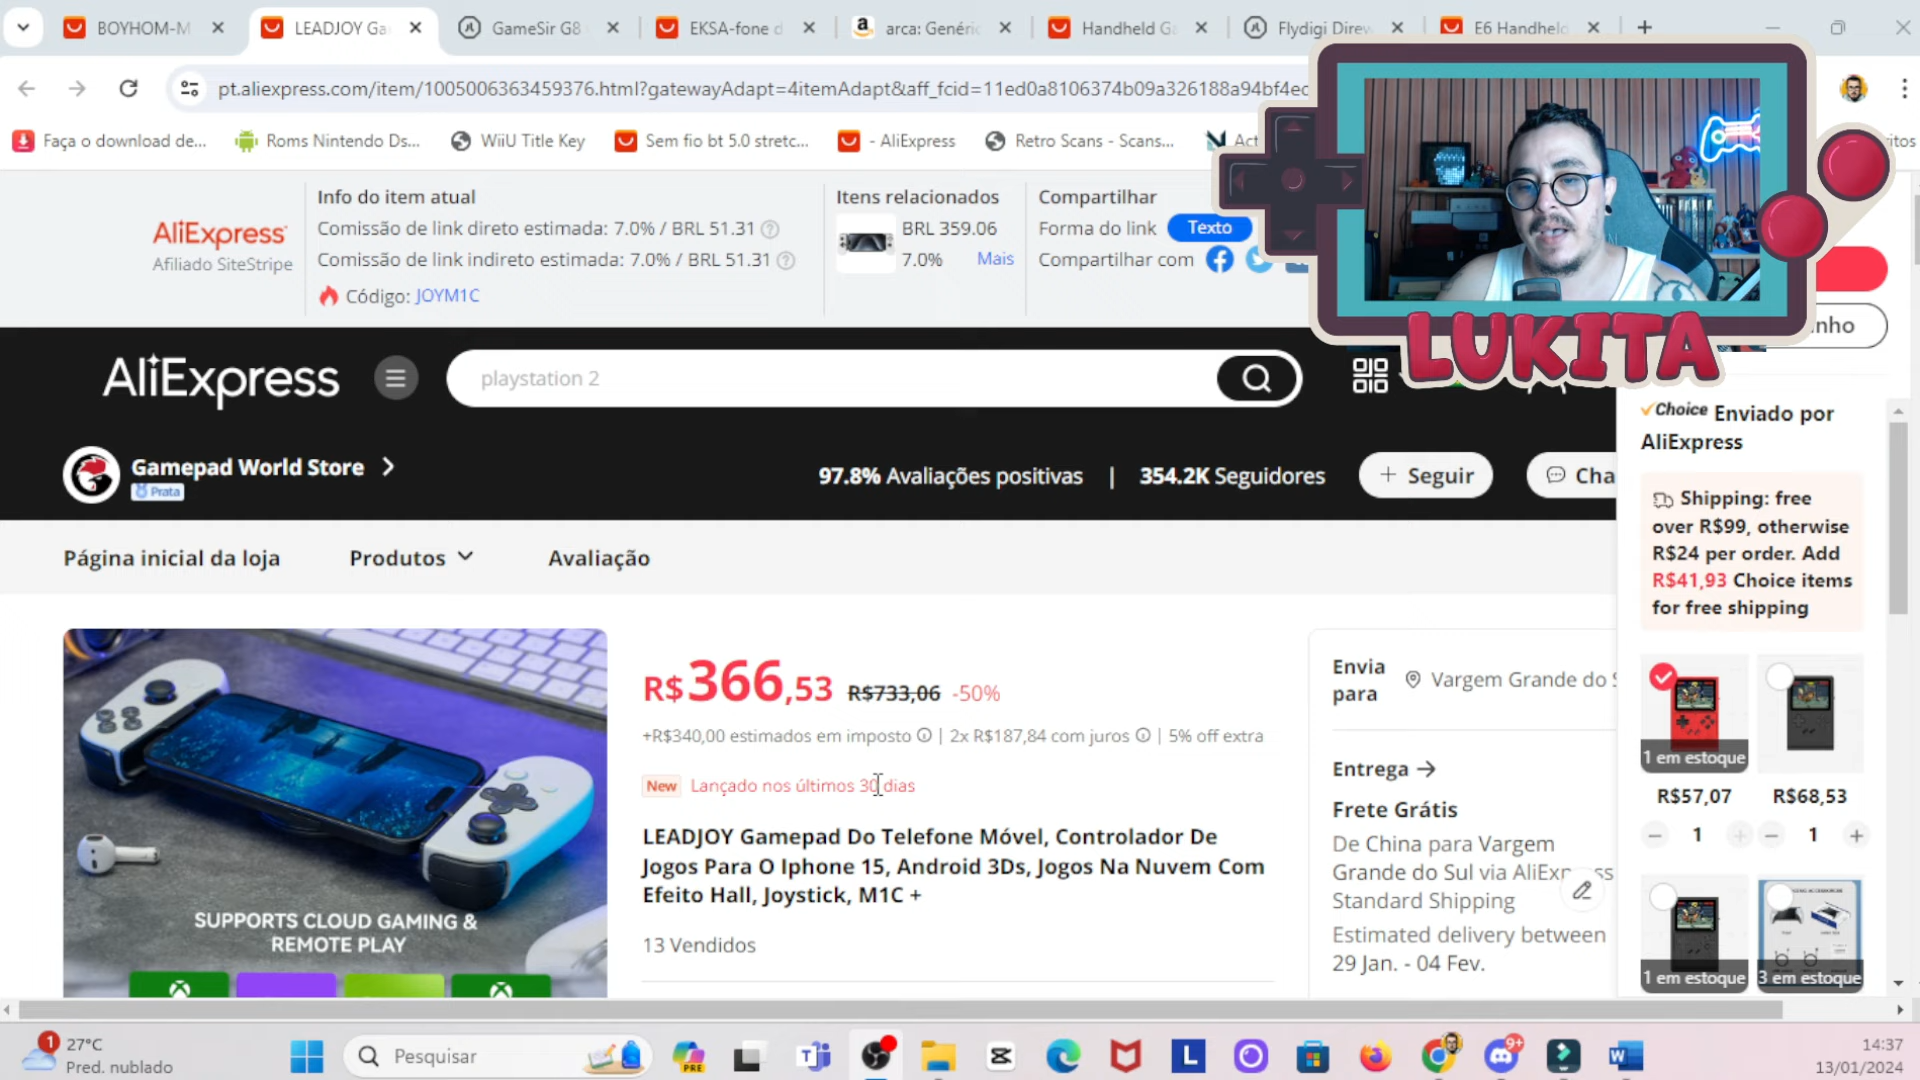 BOYHOM-M
LEADJOY Ga
GameSir G8
EKSA-fone d
arca: Genéric
Handheld Ga
Flydigi Direw
E6 Handheld
pt.aliexpress.com/item/1005006363459376.html?gatewayAdapt=4itemAdapt&aff_fcid=11ed0a8106374b09a326188a94bf4ec
Faça o download de...
Roms Nintendo Ds...
WiiU Title Key
Sem fio bt 5.0 stretc...
- AliExpress
Retro Scans - Scans...
Act
itos
AliExpress
Afiliado SiteStripe
Info do item atual
Comissão de link direto estimada: 7.0% / BRL 51.31
Comissão de link indireto estimada: 7.0% / BRL 51.31
Código: JOYM1C
Itens relacionados
BRL 359.06
7.0%
Mais
Compartilhar
Forma do link Texto
Compartilhar com
LUKITA
nho
AliExpress
playstation 2
Gamepad World Store
Prata
97.8% Avaliações positivas | 354.2K Seguidores
+ Seguir
Cha
Página inicial da loja
Produtos
Avaliação
SUPPORTS CLOUD GAMING &
REMOTE PLAY
R$366,53 R$733,06 -50%
+R$340,00 estimados em imposto | 2x R$187,84 com juros | 5% off extra
New Lançado nos últimos 30 dias
LEADJOY Gamepad Do Telefone Móvel, Controlador De
Jogos Para O Iphone 15, Android 3Ds, Jogos Na Nuvem Com
Efeito Hall, Joystick, M1C +
13 Vendidos
Envia
para
Vargem Grande do S
Entrega
Frete Grátis
De China para Vargem
Grande do Sul via AliExpress
Standard Shipping
Estimated delivery between
29 Jan. - 04 Fev.
Choice Enviado por
AliExpress
Shipping: free
over R$99, otherwise
R$24 per order. Add
R$41,93 Choice items
for free shipping
1 em estoque
R$57,07
R$68,53
− 1 +
− 1 +
1 em estoque
3 em estoque
1
27°C
Pred. nublado
Pesquisar
PRE
9+
14:37
13/01/2024